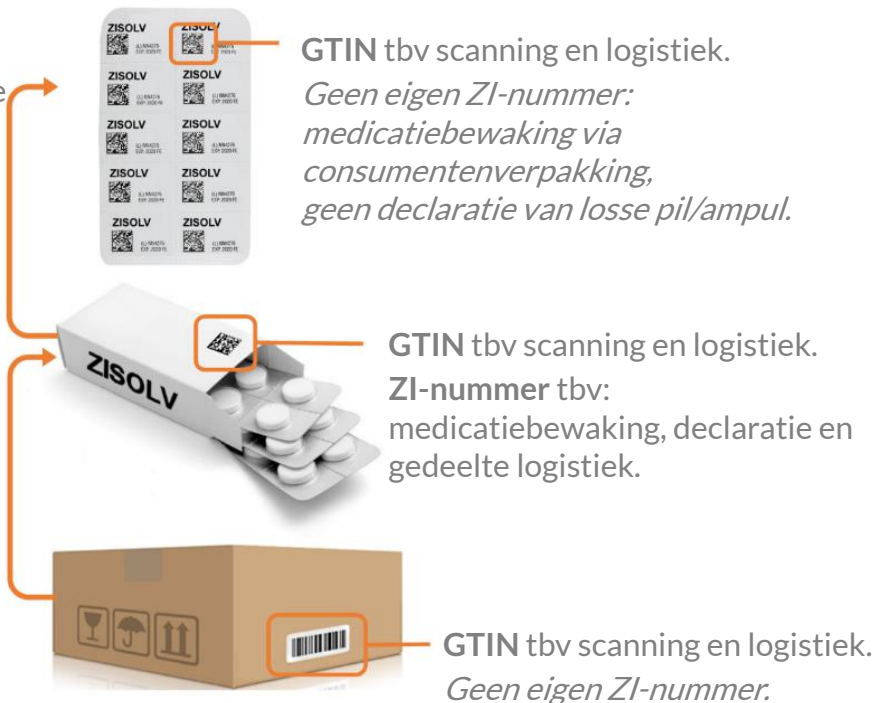 GTIN tbv scanning en logistiek.
Geen eigen ZI-nummer:
medicatiebewaking via
consumentenverpakking,
geen declaratie van losse pil/ampul.
e
ZISOLV
ZISOLV
ZISOLV
ZISOLV
ZISOLV
ZISOLV
ZISOLV
ZISOLV
ZISOLV
ZISOLV
GTIN tbv scanning en logistiek.
ZI-nummer tbv:
medicatiebewaking, declaratie en
gedeelte logistiek.
ZISOLV
GTIN tbv scanning en logistiek.
Geen eigen ZI-nummer.